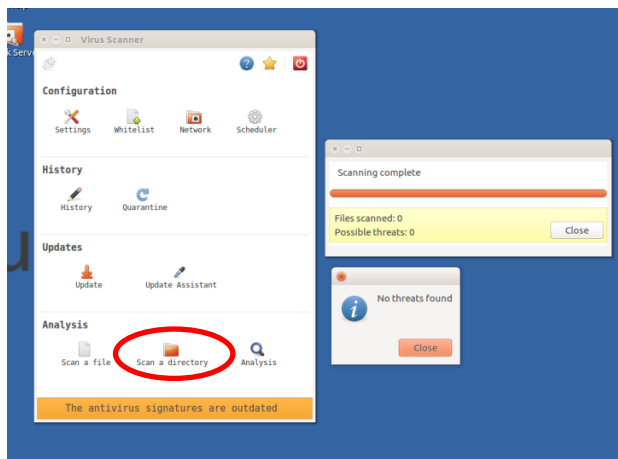 k Serv
Virus Scanner
Configuration
Settings Whitelist Network Scheduler
History
History Quarantine
Updates
Update Update Assistant
Analysis
Scan a file Scan a directory Analysis
The antivirus signatures are outdated
Scanning complete
Files scanned: 0
Possible threats: 0
Close
No threats found
Close
u